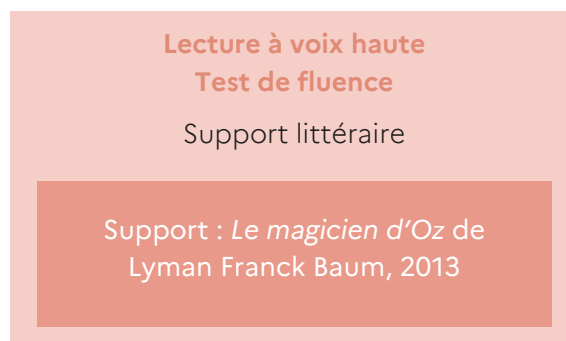 Lecture à voix haute
Test de fluence
Support littéraire
Support : Le magicien d’Oz de
Lyman Franck Baum, 2013